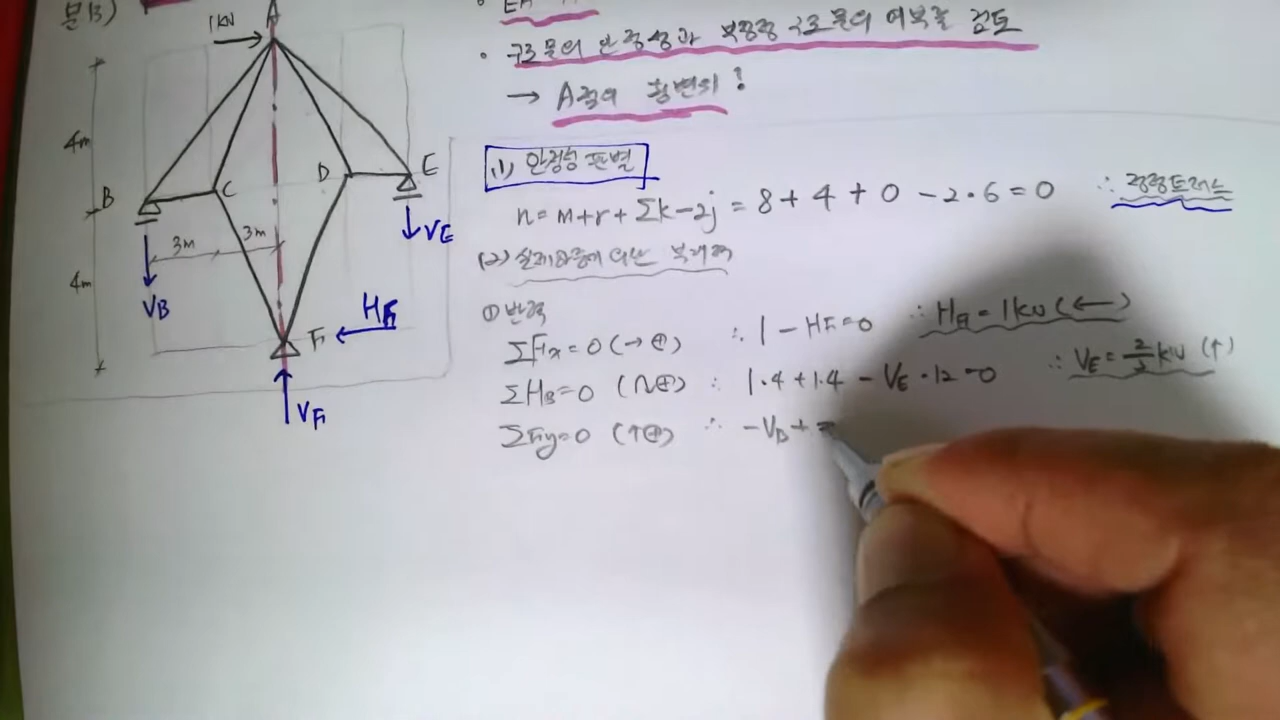 문13)
EA
• 구조물의 안정성과 부정정 구조물의 여부를 검토
→ A점의 횡변위!
1KN
A
4m
B
C
D
E
3m
3m
4m
VB
VE
HF
F
VF
(1) 안정성 판별
n = m + r + Σk - 2j = 8 + 4 + 0 - 2·6 = 0 ∴ 정정트러스
(2) 실제하중에 의한 부재력
① 반력
ΣFx = 0 (→ ⊕) ∴ 1 - HF = 0 ∴ HF = 1KN (←)
ΣMB = 0 (↷⊕) ∴ 1·4 + 1·4 - VE·12 = 0 ∴ VE = 2/3 KN (↑)
ΣFy = 0 (↑⊕) ∴ -VB +